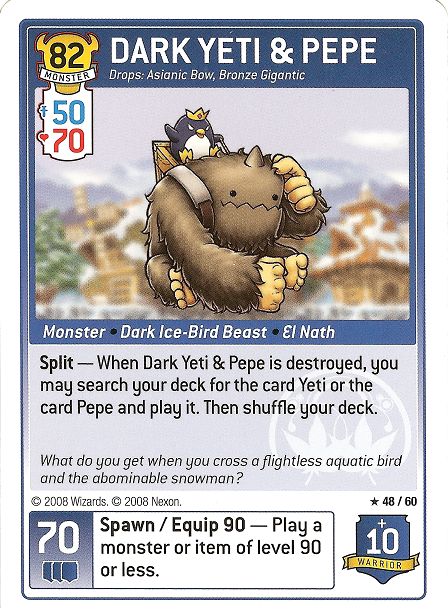 82
MONSTER
DARK YETI & PEPE
Drops: Asianic Bow, Bronze Gigantic
50
70
Monster • Dark Ice-Bird Beast • El Nath
Split — When Dark Yeti & Pepe is destroyed, you
may search your deck for the card Yeti or the
card Pepe and play it. Then shuffle your deck.
What do you get when you cross a flightless aquatic bird
and the abominable snowman?
© 2008 Wizards. © 2008 Nexon.
★ 48 / 60
70
Spawn / Equip 90 — Play a
monster or item of level 90
or less.
+
10
WARRIOR